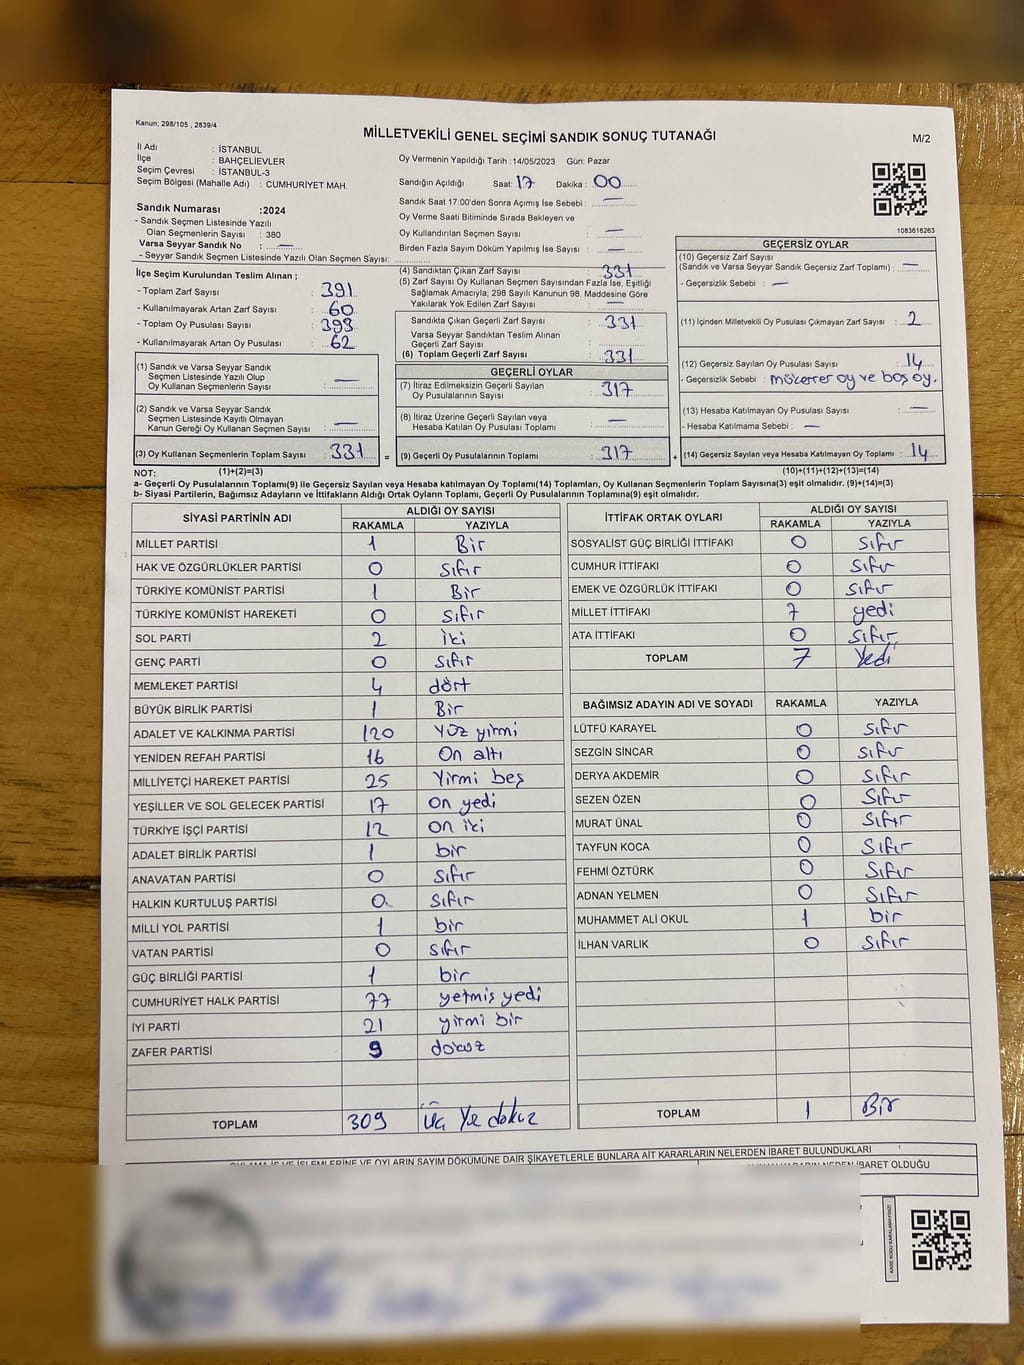 Kanun; 298/105 , 2839/4
MİLLETVEKİLİ GENEL SEÇİMİ SANDIK SONUÇ TUTANAĞI
M/2
İl Adı : İSTANBUL
İlçe : BAHÇELİEVLER
Seçim Çevresi : İSTANBUL-3
Seçim Bölgesi (Mahalle Adı) : CUMHURİYET MAH.
Sandık Numarası :2024
- Sandık Seçmen Listesinde Yazılı
Olan Seçmenlerin Sayısı : 380
Varsa Seyyar Sandık No : —
- Seyyar Sandık Seçmen Listesinde Yazılı Olan Seçmen Sayısı:
Oy Vermenin Yapıldığı Tarih :14/05/2023 Gün: Pazar
Sandığın Açıldığı Saat: 17 Dakika : 00
Sandık Saat 17:00'den Sonra Açımış İse Sebebi : —
Oy Verme Saati Bitiminde Sırada Bekleyen ve
Oy Kullandırılan Seçmen Sayısı : —
Birden Fazla Sayım Döküm Yapılmış İse Sayısı : —
1083616263
İlçe Seçim Kurulundan Teslim Alınan ;
- Toplam Zarf Sayısı : 391
- Kullanılmayarak Artan Zarf Sayısı : 60
- Toplam Oy Pusulası Sayısı : 393
- Kullanılmayarak Artan Oy Pusulası : 62
(4) Sandıktan Çıkan Zarf Sayısı : 331
(5) Zarf Sayısı Oy Kullanan Seçmen Sayısından Fazla İse, Eşitliği
Sağlamak Amacıyla; 298 Sayılı Kanunun 98. Maddesine Göre
Yakılarak Yok Edilen Zarf Sayısı : —
Sandıkta Çıkan Geçerli Zarf Sayısı : 331
Varsa Seyyar Sandıktan Teslim Alınan
Geçerli Zarf Sayısı :
(6) Toplam Geçerli Zarf Sayısı : 331
GEÇERSİZ OYLAR
(10) Geçersiz Zarf Sayısı
(Sandık ve Varsa Seyyar Sandık Geçersiz Zarf Toplamı) : —
- Geçersizlik Sebebi : —
(11) İçinden Milletvekili Oy Pusulası Çıkmayan Zarf Sayısı : 2
(12) Geçersiz Sayılan Oy Pusulası Sayısı : 14
- Geçersizlik Sebebi : mükerrer oy ve boş oy.
(13) Hesaba Katılmayan Oy Pusulası Sayısı : —
- Hesaba Katılmama Sebebi : —
(14) Geçersiz Sayılan veya Hesaba Katılmayan Oy Toplamı : 14
(1) Sandık ve Varsa Seyyar Sandık
Seçmen Listesinde Yazılı Olup
Oy Kullanan Seçmenlerin Sayısı : —
(2) Sandık ve Varsa Seyyar Sandık
Seçmen Listesinde Kayıtlı Olmayan
Kanun Gereği Oy Kullanan Seçmen Sayısı : —
(3) Oy Kullanan Seçmenlerin Toplam Sayısı : 331 =
GEÇERLİ OYLAR
(7) İtiraz Edilmeksizin Geçerli Sayılan
Oy Pusulalarının Sayısı : 317
(8) İtiraz Üzerine Geçerli Sayılan veya
Hesaba Katılan Oy Pusulası Toplamı : —
(9) Geçerli Oy Pusulalarının Toplamı : 317 +
NOT: (1)+(2)=(3)
(10)+(11)+(12)+(13)=(14)
a- Geçerli Oy Pusulalarının Toplamı(9) ile Geçersiz Sayılan veya Hesaba katılmayan Oy Toplamı(14) Toplamları, Oy Kullanan Seçmenlerin Toplam Sayısına(3) eşit olmalıdır. (9)+(14)=(3)
b- Siyasi Partilerin, Bağımsız Adayların ve İttifakların Aldığı Ortak Oyların Toplamı, Geçerli Oy Pusulalarının Toplamına(9) eşit olmalıdır.
SİYASİ PARTİNİN ADI ALDIĞI OY SAYISI
RAKAMLA YAZIYLA
MİLLET PARTİSİ 1 Bir
HAK VE ÖZGÜRLÜKLER PARTİSİ 0 sıfır
TÜRKİYE KOMÜNİST PARTİSİ 1 Bir
TÜRKİYE KOMÜNİST HAREKETİ 0 sıfır
SOL PARTİ 2 iki
GENÇ PARTİ 0 sıfır
MEMLEKET PARTİSİ 4 dört
BÜYÜK BİRLİK PARTİSİ 1 Bir
ADALET VE KALKINMA PARTİSİ 120 Yüz yirmi
YENİDEN REFAH PARTİSİ 16 On altı
MİLLİYETÇİ HAREKET PARTİSİ 25 Yirmi beş
YEŞİLLER VE SOL GELECEK PARTİSİ 17 on yedi
TÜRKİYE İŞÇİ PARTİSİ 12 on iki
ADALET BİRLİK PARTİSİ 1 bir
ANAVATAN PARTİSİ 0 sıfır
HALKIN KURTULUŞ PARTİSİ 0 sıfır
MİLLİ YOL PARTİSİ 1 bir
VATAN PARTİSİ 0 sıfır
GÜÇ BİRLİĞİ PARTİSİ 1 bir
CUMHURİYET HALK PARTİSİ 77 yetmiş yedi
İYİ PARTİ 21 yirmi bir
ZAFER PARTİSİ 9 dokuz
TOPLAM 309 Üç Yz dokuz
İTTİFAK ORTAK OYLARI ALDIĞI OY SAYISI
RAKAMLA YAZIYLA
SOSYALİST GÜÇ BİRLİĞİ İTTİFAKI 0 sıfır
CUMHUR İTTİFAKI 0 sıfır
EMEK VE ÖZGÜRLÜK İTTİFAKI 0 sıfır
MİLLET İTTİFAKI 7 yedi
ATA İTTİFAKI 0 sıfır
TOPLAM 7 Yedi
BAĞIMSIZ ADAYIN ADI VE SOYADI RAKAMLA YAZIYLA
LÜTFÜ KARAYEL 0 sıfır
SEZGİN SİNCAR 0 sıfır
DERYA AKDEMİR 0 sıfır
SEZEN ÖZEN 0 sıfır
MURAT ÜNAL 0 sıfır
TAYFUN KOCA 0 sıfır
FEHMİ ÖZTÜRK 0 sıfır
ADNAN YELMEN 0 sıfır
MUHAMMET ALİ OKUL 1 bir
İLHAN VARLIK 0 sıfır
TOPLAM 1 Bir
OYLAMA İŞ VE İŞLEMLERİNE VE OYLARIN SAYIM DÖKÜMÜNE DAİR ŞİKAYETLERLE BUNLARA AİT KARARLARIN NELERDEN İBARET BULUNDUKLARI
KARARIN NEDEN İBARET OLDUĞU
KARE KODU KARALAMAYINIZ!